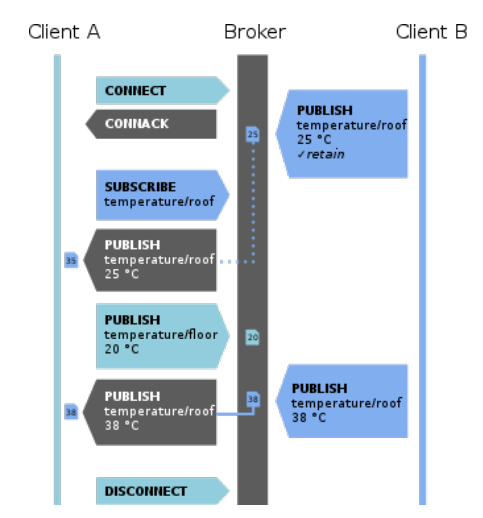 Client A
Broker
Client B
CONNECT
CONNACK
PUBLISH
temperature/roof
25 °C
✓retain
25
SUBSCRIBE
temperature/roof
PUBLISH
temperature/roof
25 °C
35
PUBLISH
temperature/floor
20 °C
20
PUBLISH
temperature/roof
38 °C
38
38
PUBLISH
temperature/roof
38 °C
DISCONNECT